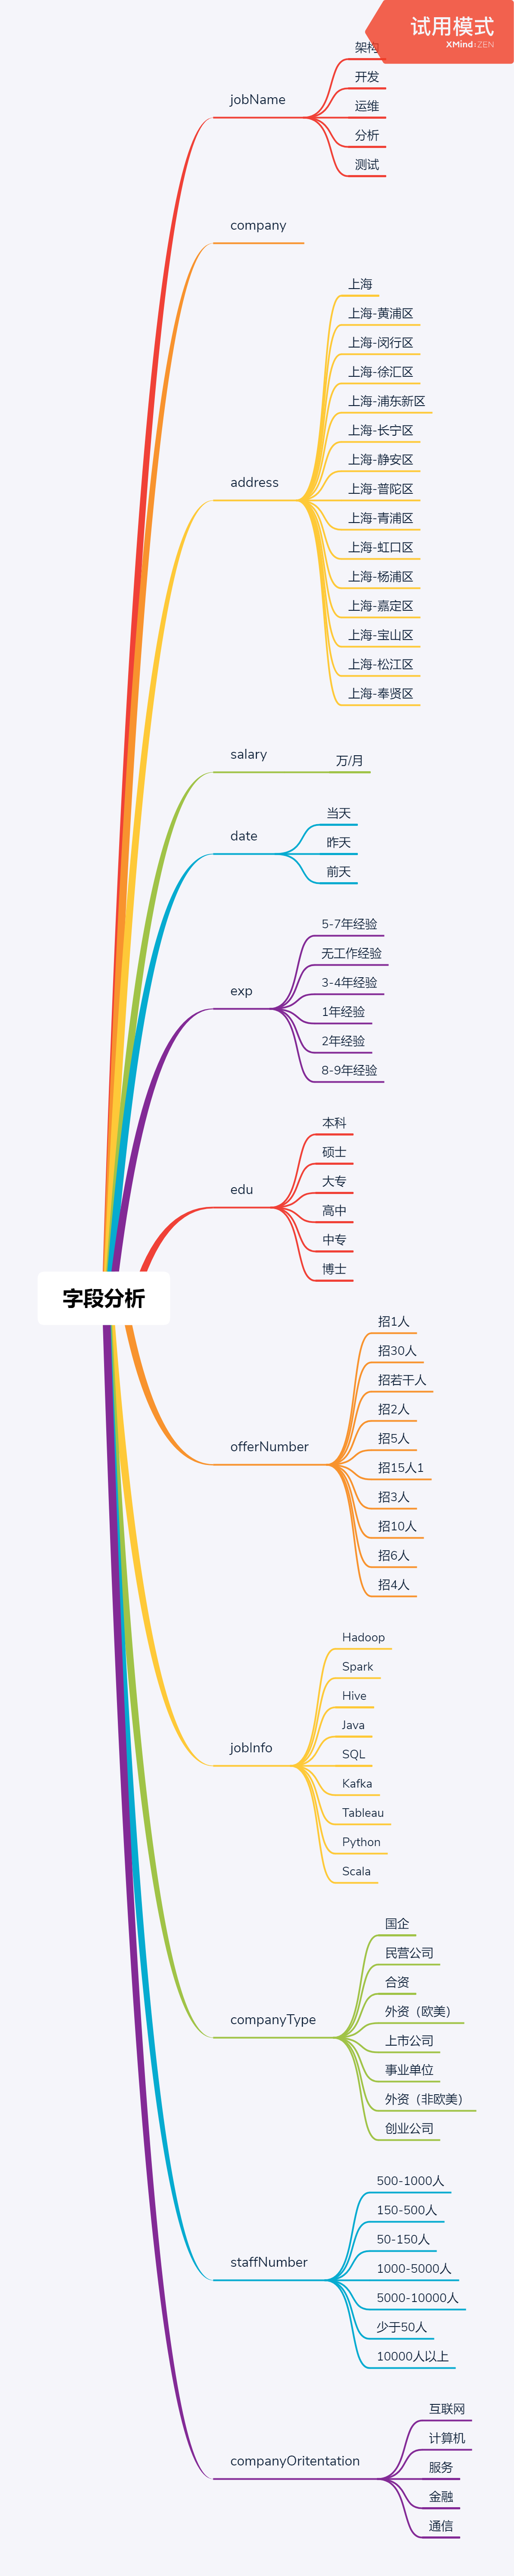 试用模式
XMind:ZEN
jobName
架构
开发
运维
分析
测试
company
address
上海
上海-黄浦区
上海-闵行区
上海-徐汇区
上海-浦东新区
上海-长宁区
上海-静安区
上海-普陀区
上海-青浦区
上海-虹口区
上海-杨浦区
上海-嘉定区
上海-宝山区
上海-松江区
上海-奉贤区
salary
万/月
date
当天
昨天
前天
exp
5-7年经验
无工作经验
3-4年经验
1年经验
2年经验
8-9年经验
edu
本科
硕士
大专
高中
中专
博士
字段分析
offerNumber
招1人
招30人
招若干人
招2人
招5人
招15人1
招3人
招10人
招6人
招4人
jobInfo
Hadoop
Spark
Hive
Java
SQL
Kafka
Tableau
Python
Scala
companyType
国企
民营公司
合资
外资（欧美）
上市公司
事业单位
外资（非欧美）
创业公司
staffNumber
500-1000人
150-500人
50-150人
1000-5000人
5000-10000人
少于50人
10000人以上
companyOritentation
互联网
计算机
服务
金融
通信